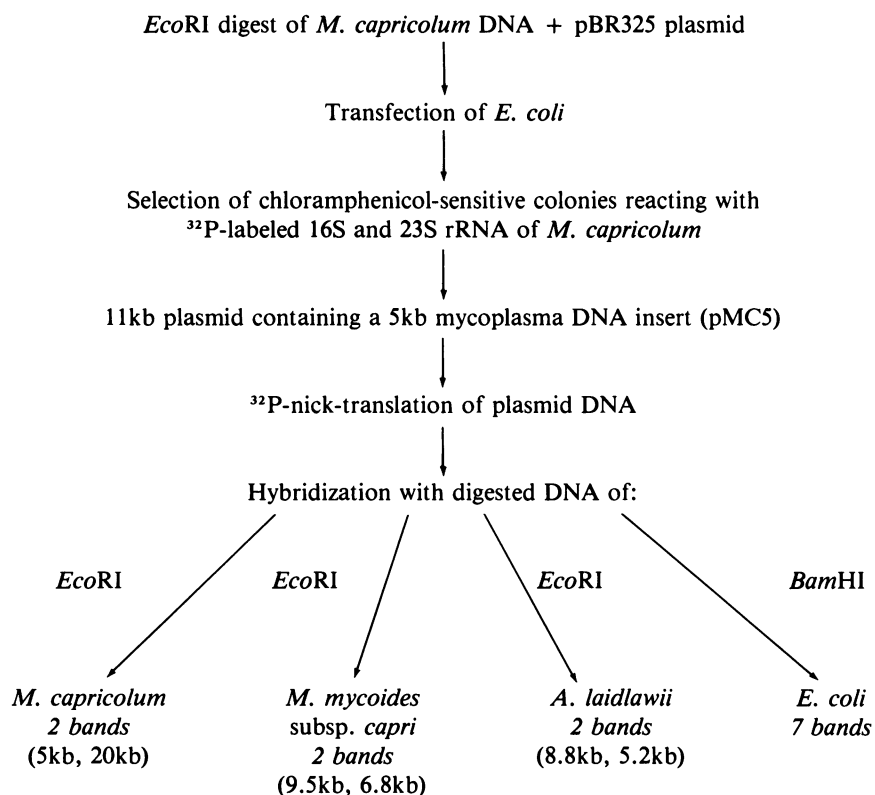 EcoRI digest of M. capricolum DNA + pBR325 plasmid
Transfection of E. coli
Selection of chloramphenicol-sensitive colonies reacting with
³²P-labeled 16S and 23S rRNA of M. capricolum
11kb plasmid containing a 5kb mycoplasma DNA insert (pMC5)
³²P-nick-translation of plasmid DNA
Hybridization with digested DNA of:
EcoRI
EcoRI
EcoRI
BamHI
M. capricolum
2 bands
(5kb, 20kb)
M. mycoides
subsp. capri
2 bands
(9.5kb, 6.8kb)
A. laidlawii
2 bands
(8.8kb, 5.2kb)
E. coli
7 bands